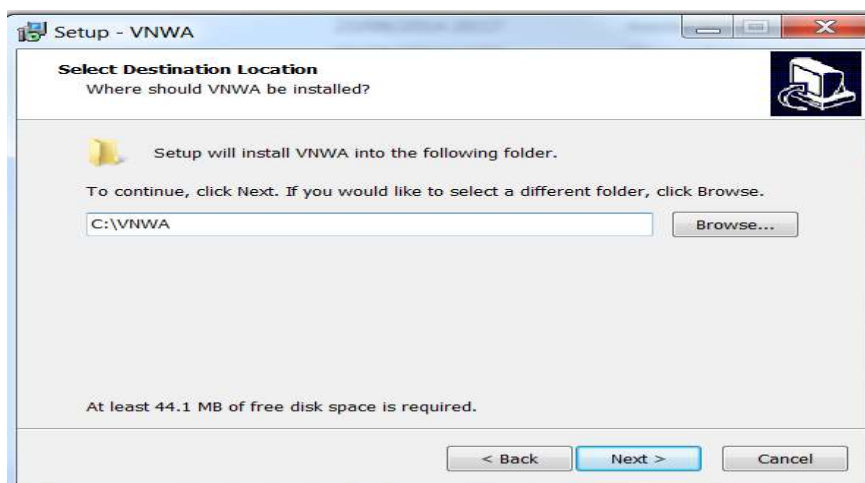 Setup - VNWA
Select Destination Location
Where should VNWA be installed?
Setup will install VNWA into the following folder.
To continue, click Next. If you would like to select a different folder, click Browse.
C:\VNWA
Browse...
At least 44.1 MB of free disk space is required.
< Back
Next >
Cancel